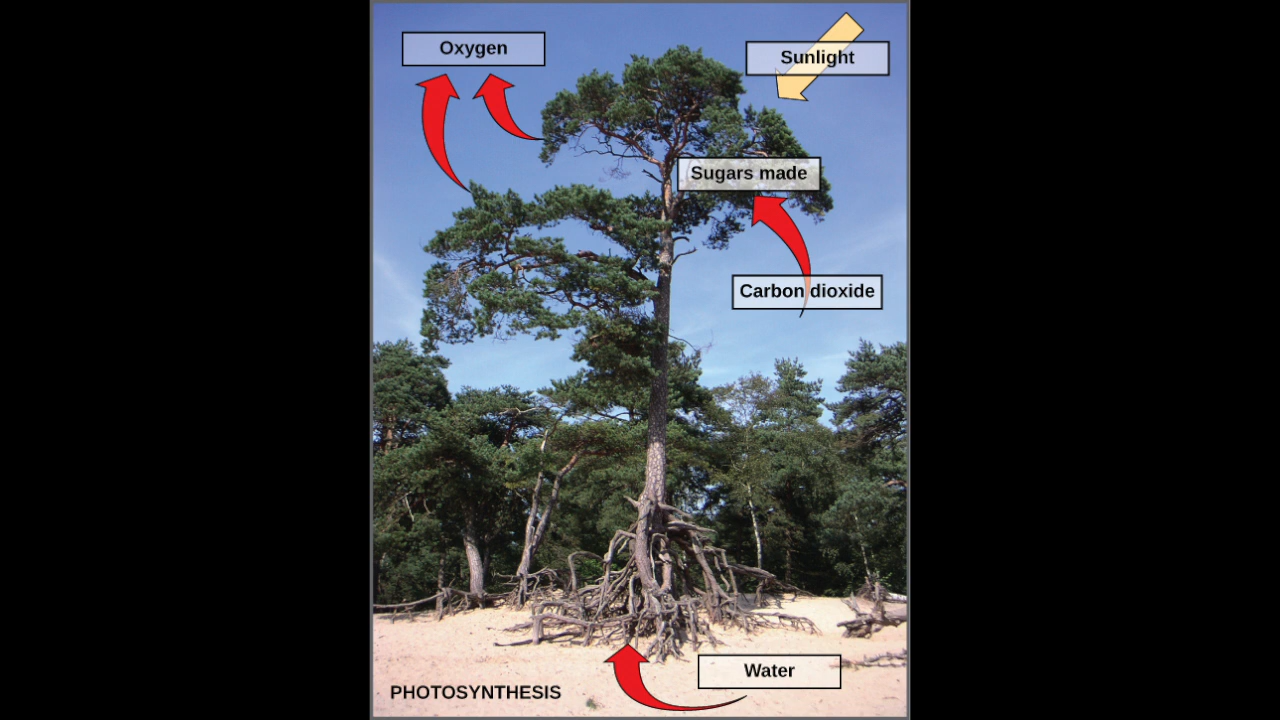 Oxygen
Sunlight
Sugars made
Carbon dioxide
Water
PHOTOSYNTHESIS